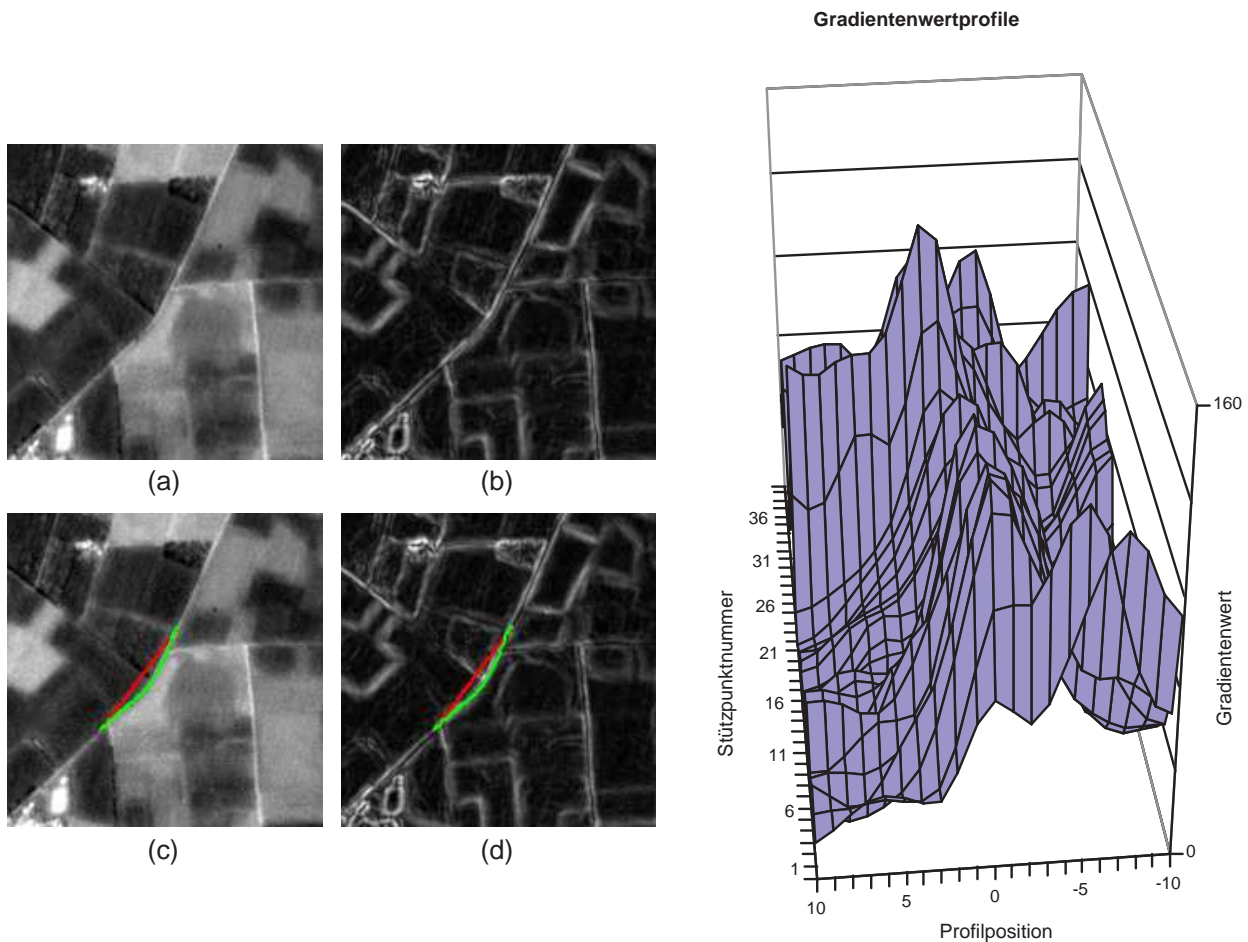 Gradientenwertprofile
(a)
(b)
(c)
(d)
160
0
Gradientenwert
36
31
26
21
16
11
6
1
Stützpunktnummer
10
5
0
-5
-10
Profilposition